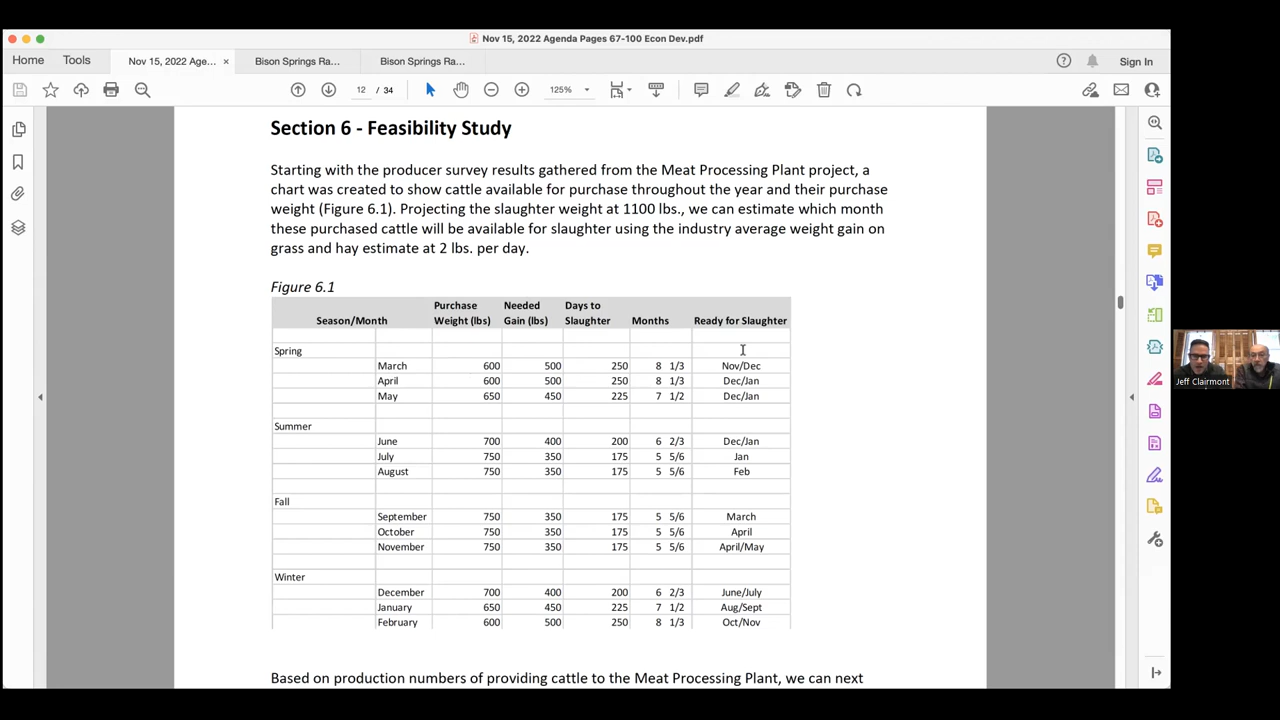 Nov 15, 2022 Agenda Pages 67-100 Econ Dev.pdf
Home Tools Nov 15, 2022 Age... × Bison Springs Ra... Bison Springs Ra... Sign In
12 / 34 125%
Section 6 - Feasibility Study
Starting with the producer survey results gathered from the Meat Processing Plant project, a
chart was created to show cattle available for purchase throughout the year and their purchase
weight (Figure 6.1). Projecting the slaughter weight at 1100 lbs., we can estimate which month
these purchased cattle will be available for slaughter using the industry average weight gain on
grass and hay estimate at 2 lbs. per day.
Figure 6.1
Season/Month Purchase Weight (lbs) Needed Gain (lbs) Days to Slaughter Months Ready for Slaughter
Spring
March 600 500 250 8 1/3 Nov/Dec
April 600 500 250 8 1/3 Dec/Jan
May 650 450 225 7 1/2 Dec/Jan
Summer
June 700 400 200 6 2/3 Dec/Jan
July 750 350 175 5 5/6 Jan
August 750 350 175 5 5/6 Feb
Fall
September 750 350 175 5 5/6 March
October 750 350 175 5 5/6 April
November 750 350 175 5 5/6 April/May
Winter
December 700 400 200 6 2/3 June/July
January 650 450 225 7 1/2 Aug/Sept
February 600 500 250 8 1/3 Oct/Nov
Based on production numbers of providing cattle to the Meat Processing Plant, we can next
Jeff Clairmont